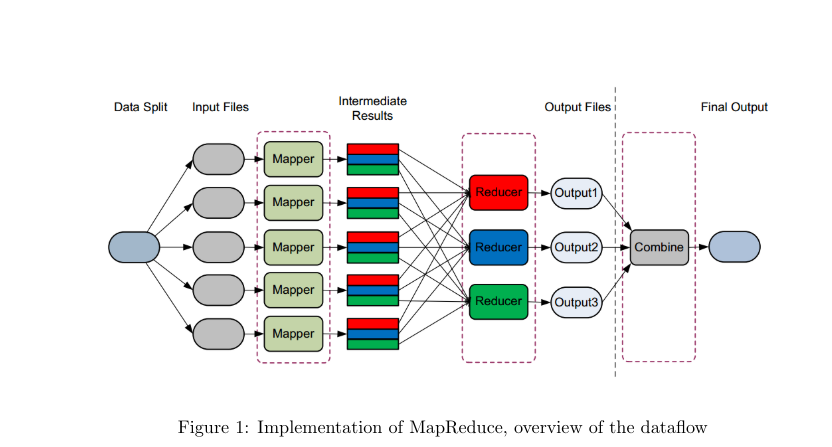 Data Split
Input Files
Intermediate
Results
Output Files
Final Output
Mapper
Mapper
Mapper
Mapper
Mapper
Reducer
Reducer
Reducer
Output1
Output2
Output3
Combine
Figure 1: Implementation of MapReduce, overview of the dataflow